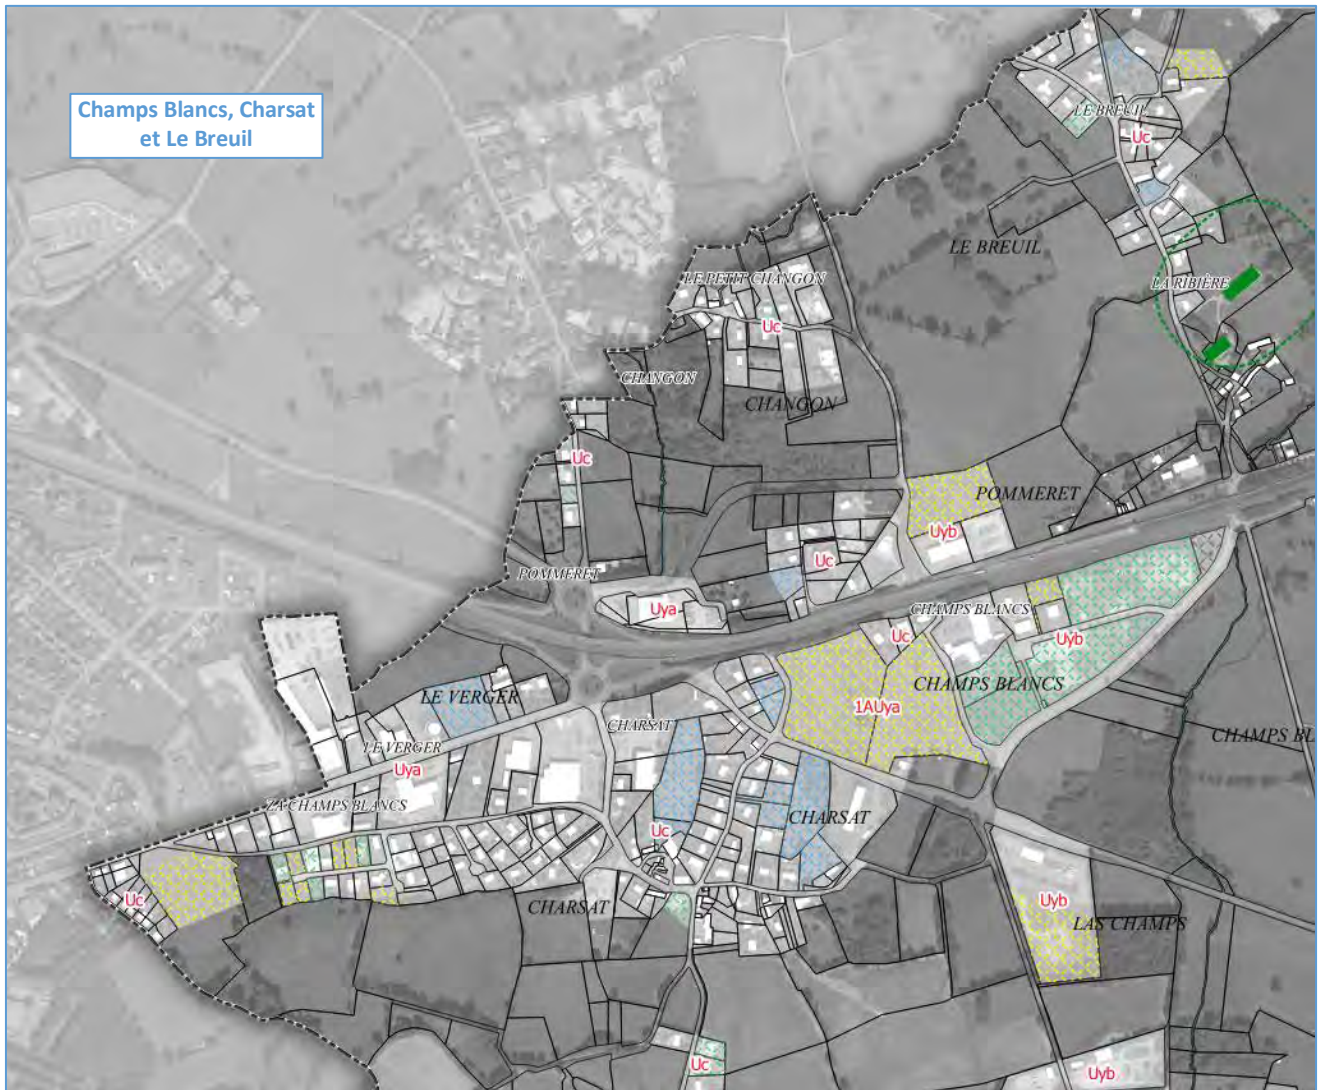 Champs Blancs, Charsat
et Le Breuil
LE BREUIL
Uc
LE BREUIL
LA RIBIÈRE
LE PETIT CHANGON
Uc
CHANGON
CHANGON
Uc
POMMERET
Uyb
POMMERET
Uc
Uya
CHAMPS BLANCS
Uc
Uyb
CHAMPS BLANCS
LE VERGER
1AUya
CHARSAT
CHAMPS BL
LE VERGER
Uya
ZA CHAMPS BLANCS
CHARSAT
Uc
Uc
CHARSAT
Uyb
LAS CHAMPS
Uc
Uyb